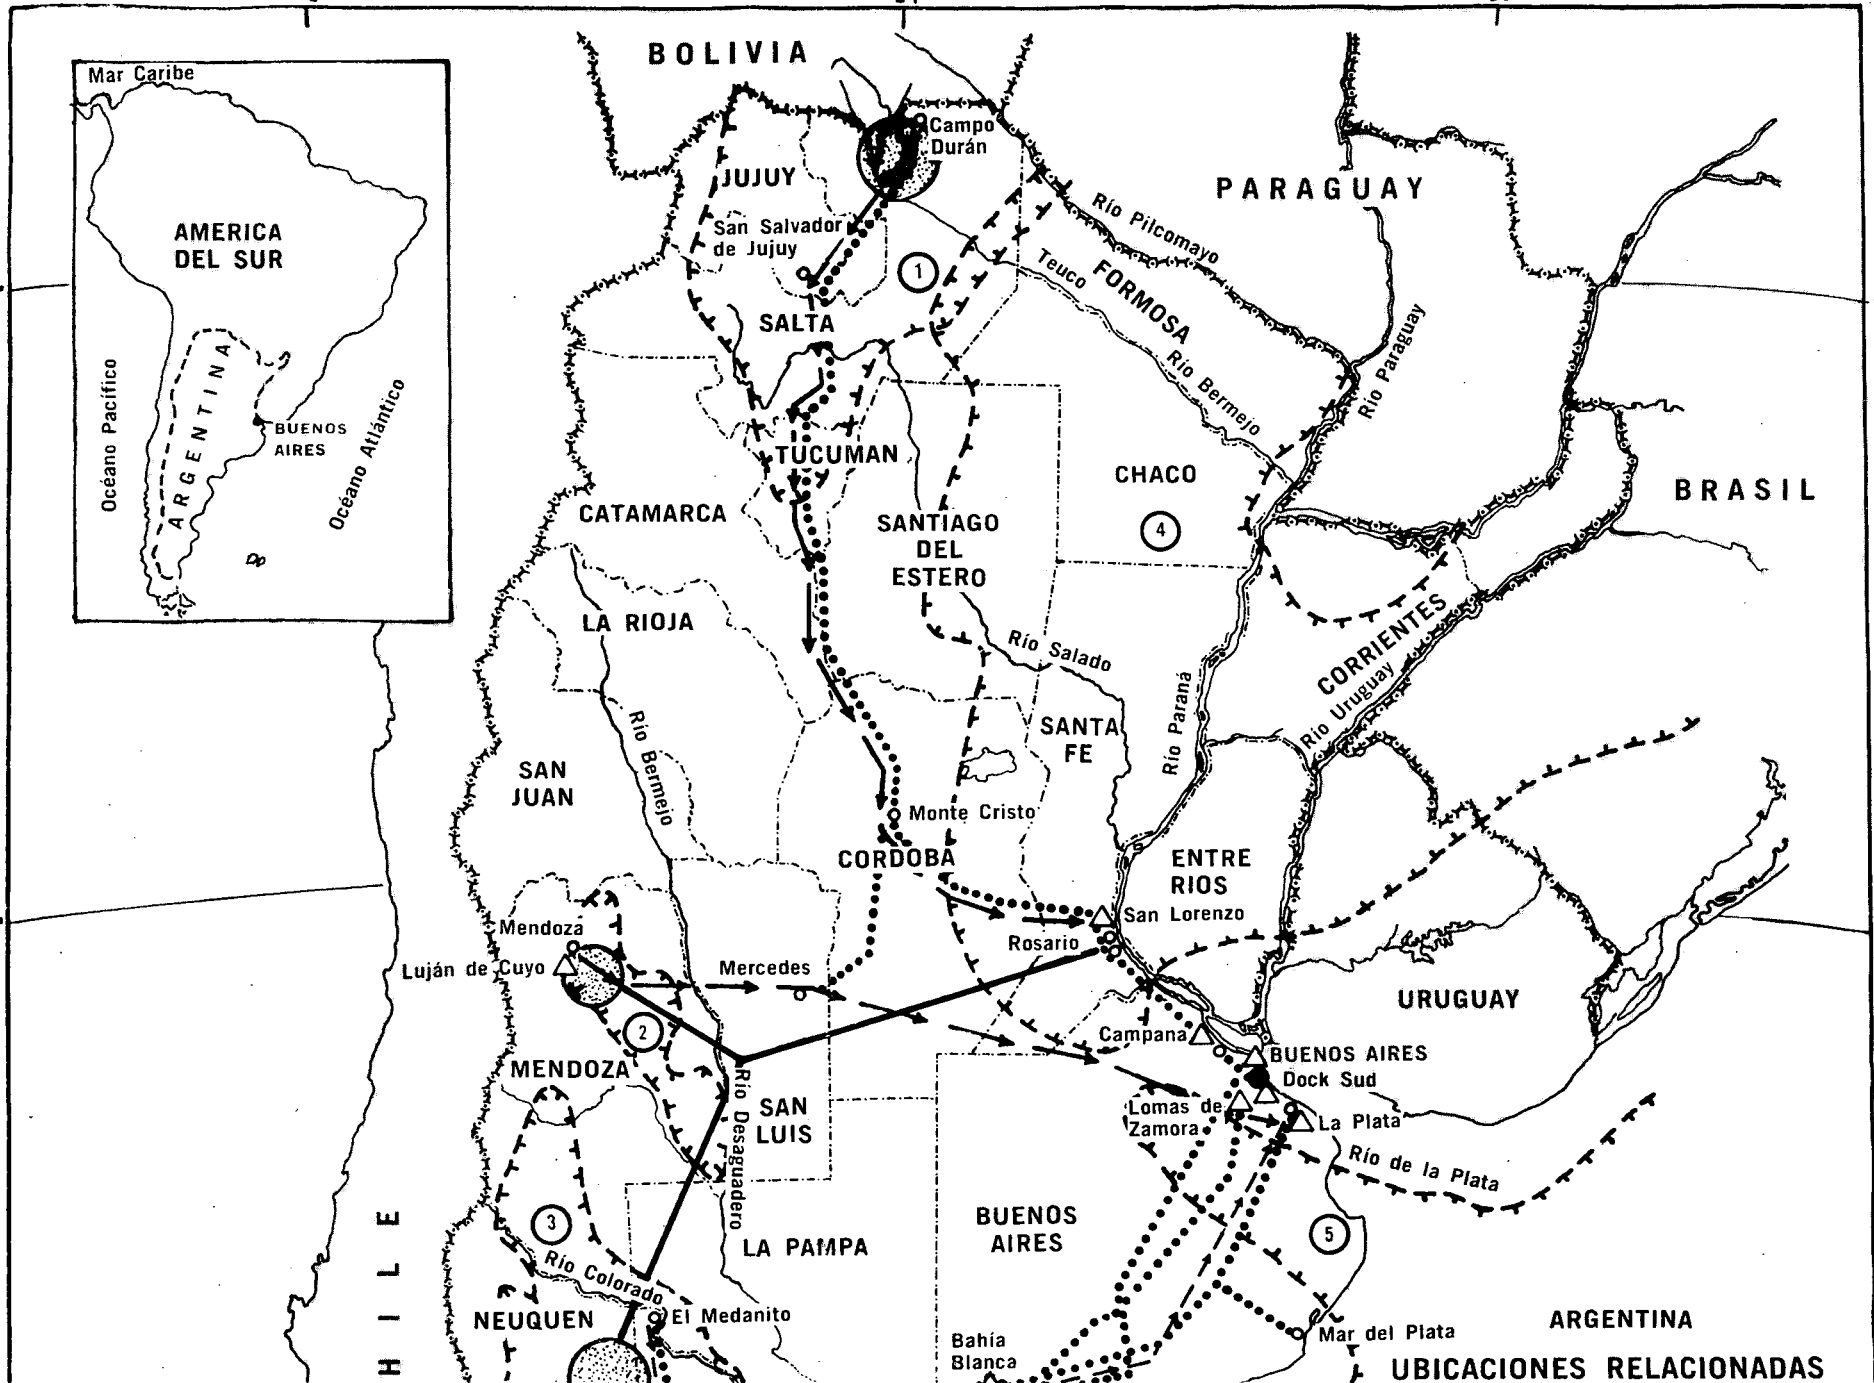 BOLIVIA
Mar Caribe
AMERICA
DEL SUR
Océano Pacífico
ARGENTINA
BUENOS
AIRES
Océano Atlántico
Campo
Durán
JUJUY
San Salvador
de Jujuy
1
PARAGUAY
Río Pilcomayo
Teuco
FORMOSA
SALTA
Río Bermejo
Río Paraguay
TUCUMAN
CHACO
4
BRASIL
CATAMARCA
SANTIAGO
DEL
ESTERO
LA RIOJA
Río Salado
CORRIENTES
Río Uruguay
Río Paraná
SANTA
FE
Río Bermejo
SAN
JUAN
Monte Cristo
CORDOBA
ENTRE
RIOS
San Lorenzo
Mendoza
Rosario
Luján de Cuyo
Mercedes
URUGUAY
2
Campana
BUENOS AIRES
Dock Sud
MENDOZA
SAN
LUIS
Río Desaguadero
Lomas de
Zamora
La Plata
Río de la Plata
3
BUENOS
AIRES
5
LA PAMPA
Río Colorado
NEUQUEN
El Medanito
HILE
Bahía
Blanca
Mar del Plata
ARGENTINA
UBICACIONES RELACIONADAS